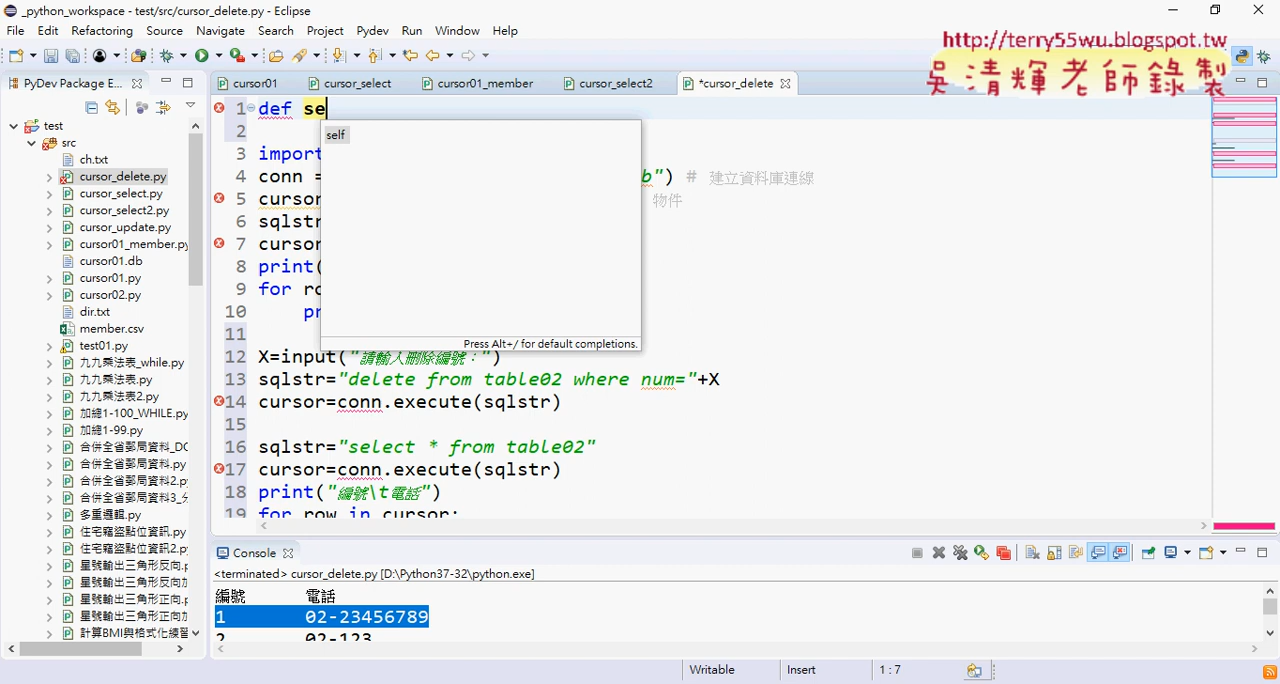 _python_workspace - test/src/cursor_delete.py - Eclipse
File Edit Refactoring Source Navigate Search Project Pydev Run Window Help
http://terry55wu.blogspot.tw
吳清輝老師錄製
PyDev Package E...
cursor01 cursor_select cursor01_member cursor_select2 *cursor_delete
test
src
ch.txt
cursor_delete.py
cursor_select.py
cursor_select2.py
cursor_update.py
cursor01_member.py
cursor01.db
cursor01.py
cursor02.py
dir.txt
member.csv
test01.py
九九乘法表_while.py
九九乘法表.py
九九乘法表2.py
加總1-100_WHILE.py
加總1-99.py
合併全省郵局資料_DC
合併全省郵局資料.py
合併全省郵局資料2.py
合併全省郵局資料3_分
多重邏輯.py
住宅竊盜點位資訊.py
住宅竊盜點位資訊2.py
星號輸出三角形反向.py
星號輸出三角形反向加
星號輸出三角形正向.p
星號輸出三角形正向加
計算BMI與格式化練習
1 def se
2
3 import
4 conn = b") # 建立資料庫連線
5 cursor 物件
6 sqlstr
7 cursor
8 print(
9 for ro
10 pr
11
12 X=input("請輸入刪除編號：")
13 sqlstr="delete from table02 where num="+X
14 cursor=conn.execute(sqlstr)
15
16 sqlstr="select * from table02"
17 cursor=conn.execute(sqlstr)
18 print("編號\t電話")
19 for row in cursor:
self
Press Alt+/ for default completions.
Console
<terminated> cursor_delete.py [D:\Python37-32\python.exe]
編號 電話
1 02-23456789
2 02-123
Writable Insert 1 : 7